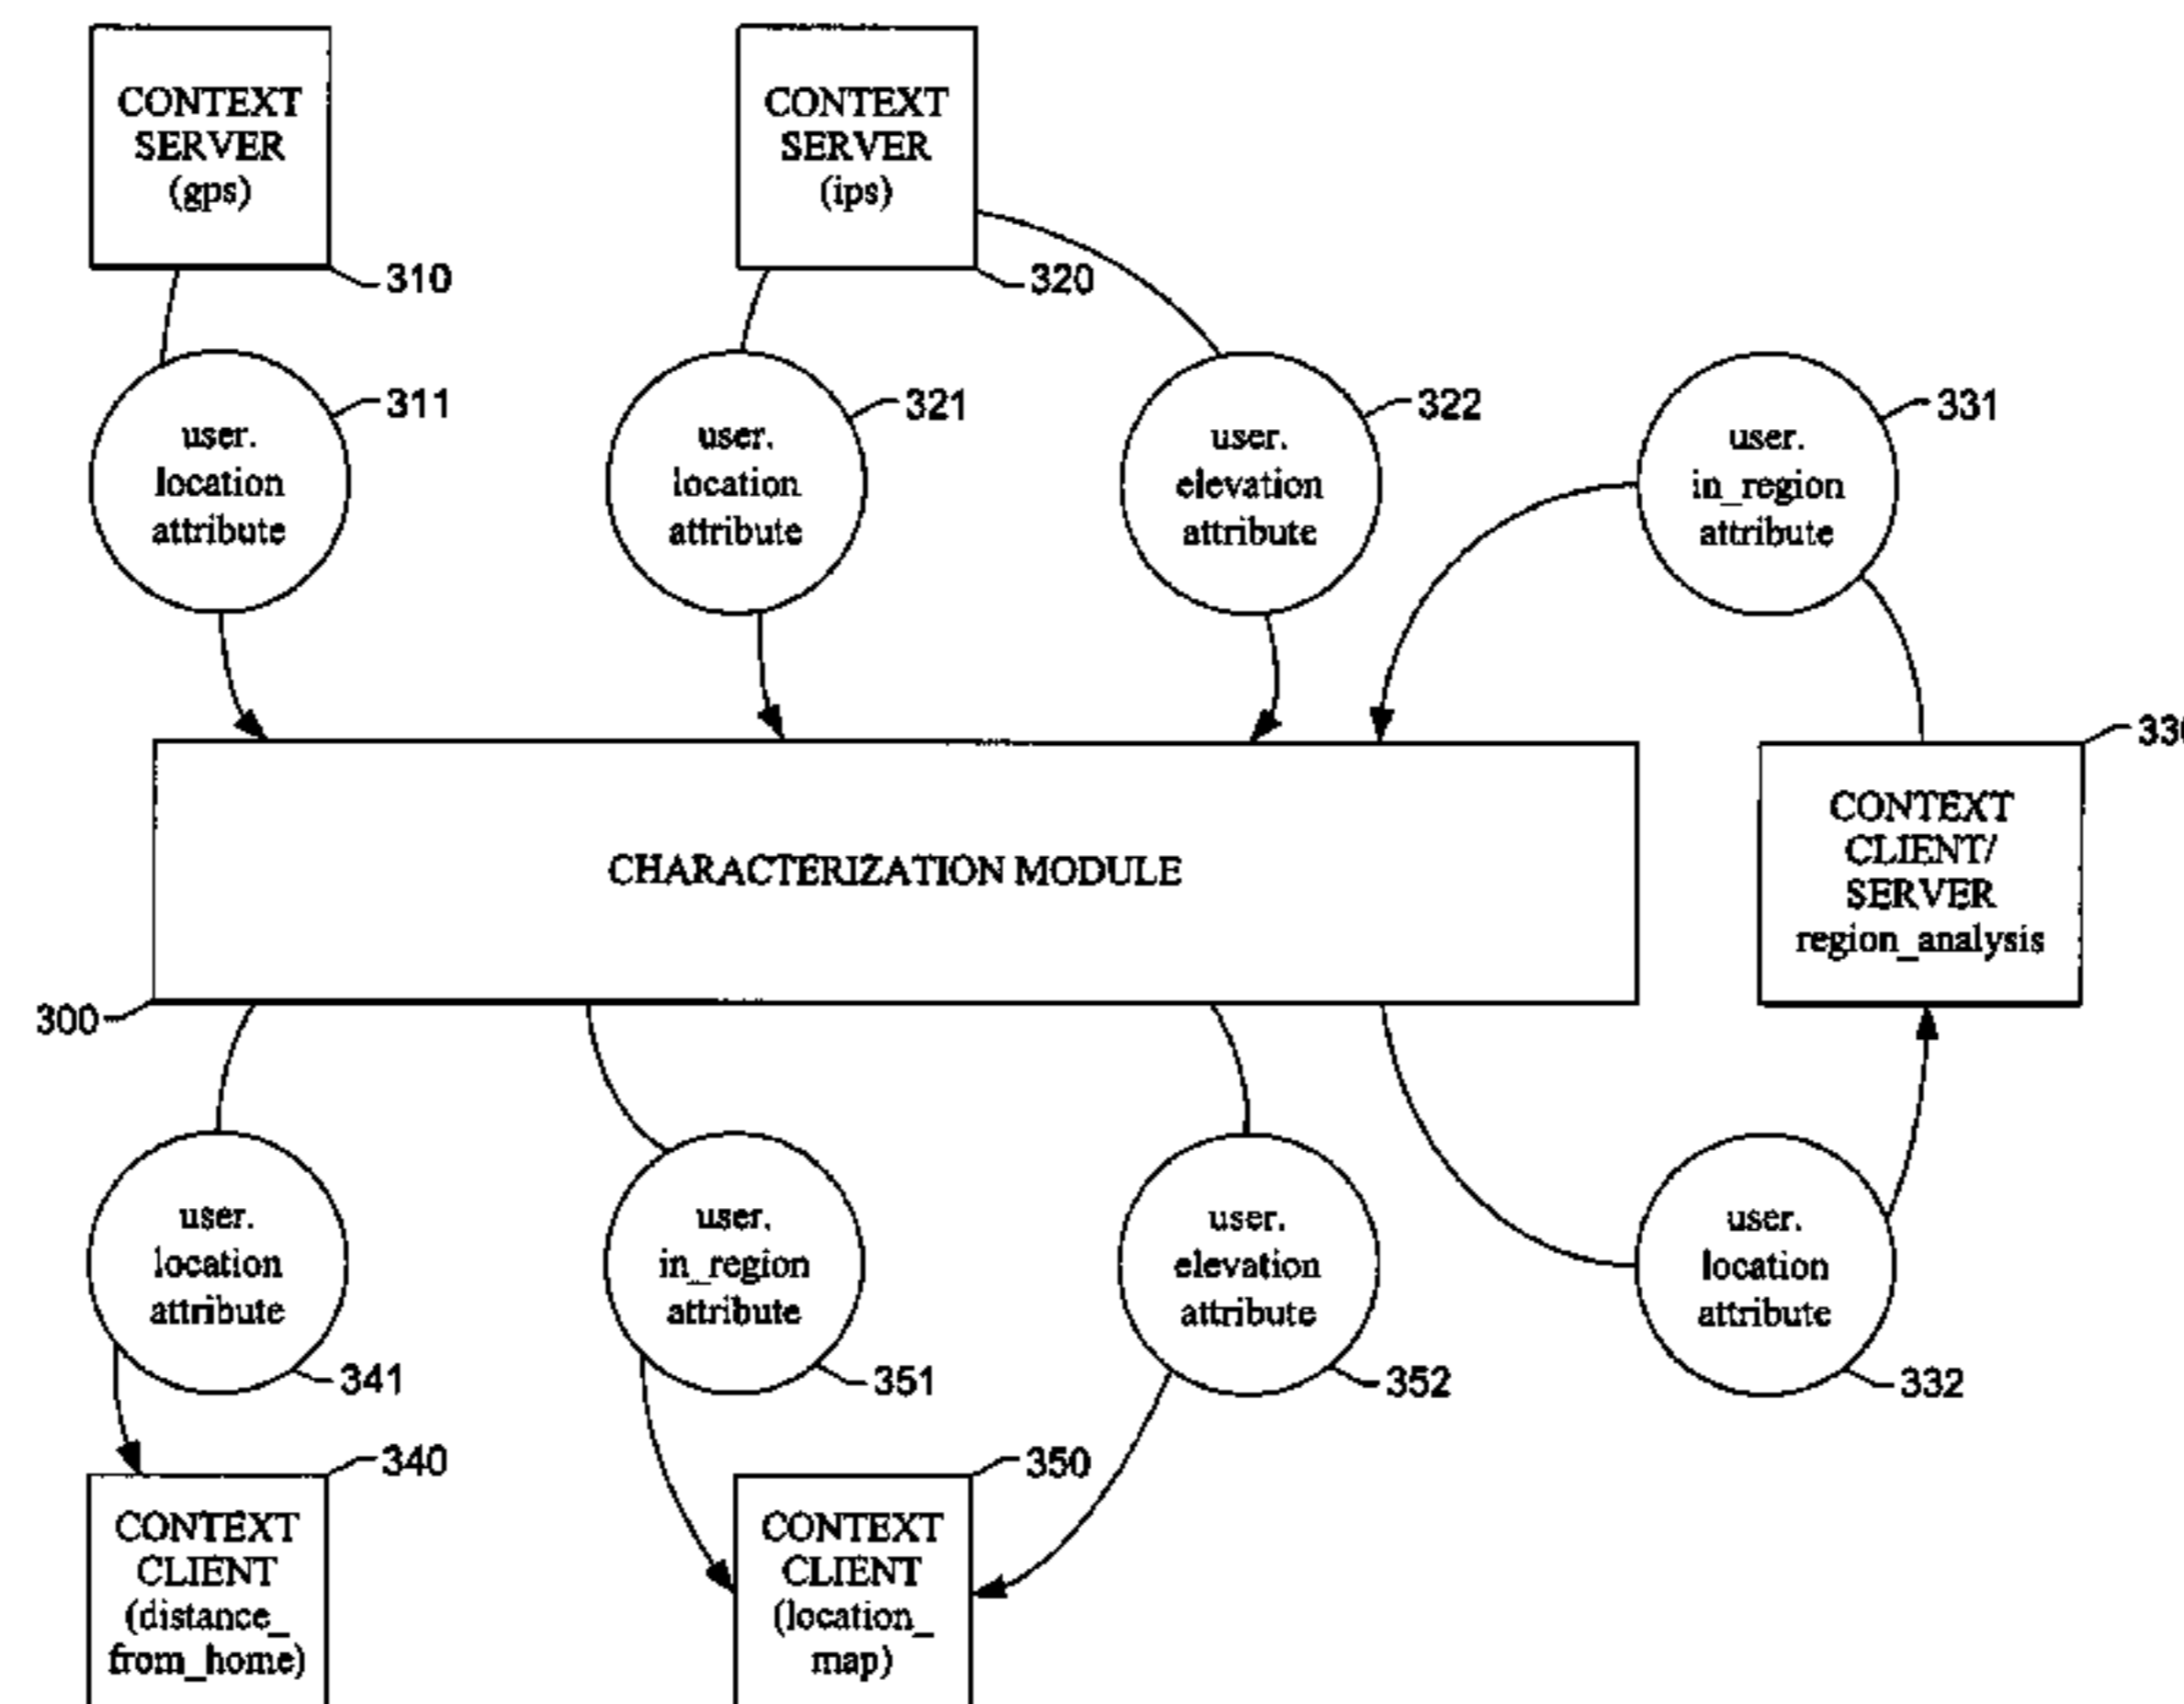 CONTEXT
SERVER
(gps)
310
CONTEXT
SERVER
(ips)
320
user.
location
attribute
311
user.
location
attribute
321
user.
elevation
attribute
322
user.
in_region
attribute
331
CHARACTERIZATION MODULE
300
CONTEXT
CLIENT/
SERVER
region_analysis
330
user.
location
attribute
341
user.
in_region
attribute
351
user.
elevation
attribute
352
user.
location
attribute
332
CONTEXT
CLIENT
(distance_
from_home)
340
CONTEXT
CLIENT
(location_
map)
350